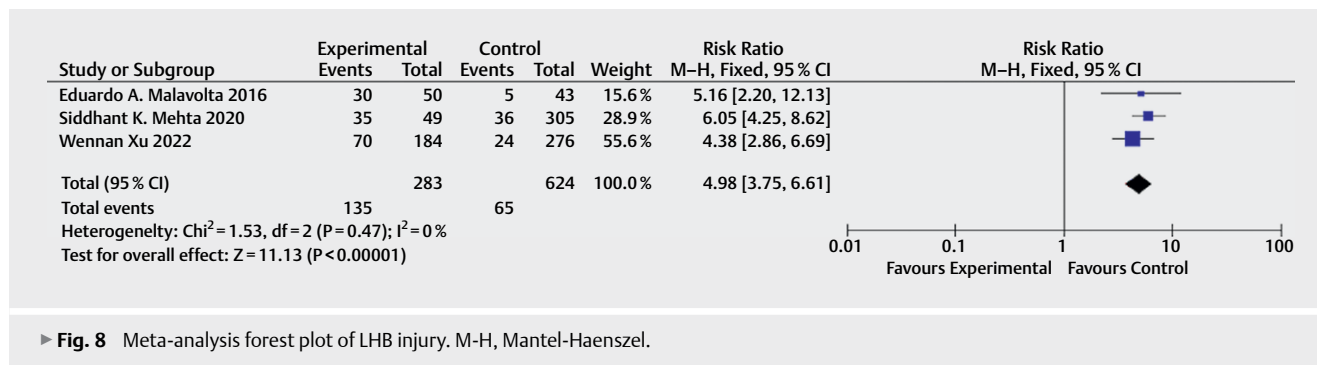 Experimental Control Risk Ratio Risk Ratio
Study or Subgroup Events Total Events Total Weight M–H, Fixed, 95 % CI M–H, Fixed, 95 % CI
Eduardo A. Malavolta 2016 30 50 5 43 15.6 % 5.16 [2.20, 12.13]
Siddhant K. Mehta 2020 35 49 36 305 28.9 % 6.05 [4.25, 8.62]
Wennan Xu 2022 70 184 24 276 55.6 % 4.38 [2.86, 6.69]
Total (95 % CI) 283 624 100.0 % 4.98 [3.75, 6.61]
Total events 135 65
Heterogenelty: Chi² = 1.53, df = 2 (P = 0.47); I² = 0 %
Test for overall effect: Z = 11.13 (P < 0.00001)
0.01 0.1 1 10 100
Favours Experimental Favours Control
▶ Fig. 8 Meta-analysis forest plot of LHB injury. M-H, Mantel-Haenszel.